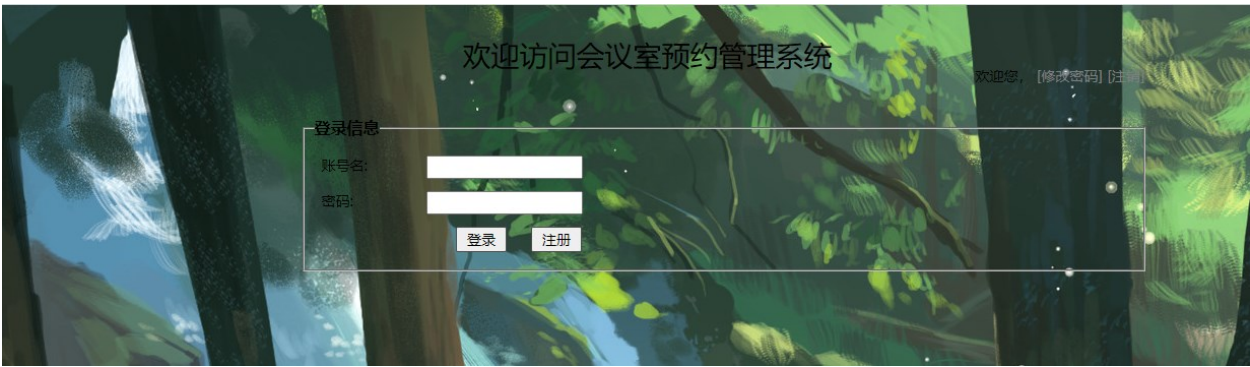 欢迎访问会议室预约管理系统
欢迎您， [修改密码] [注销]
登录信息
账号名:
密码:
登录 注册